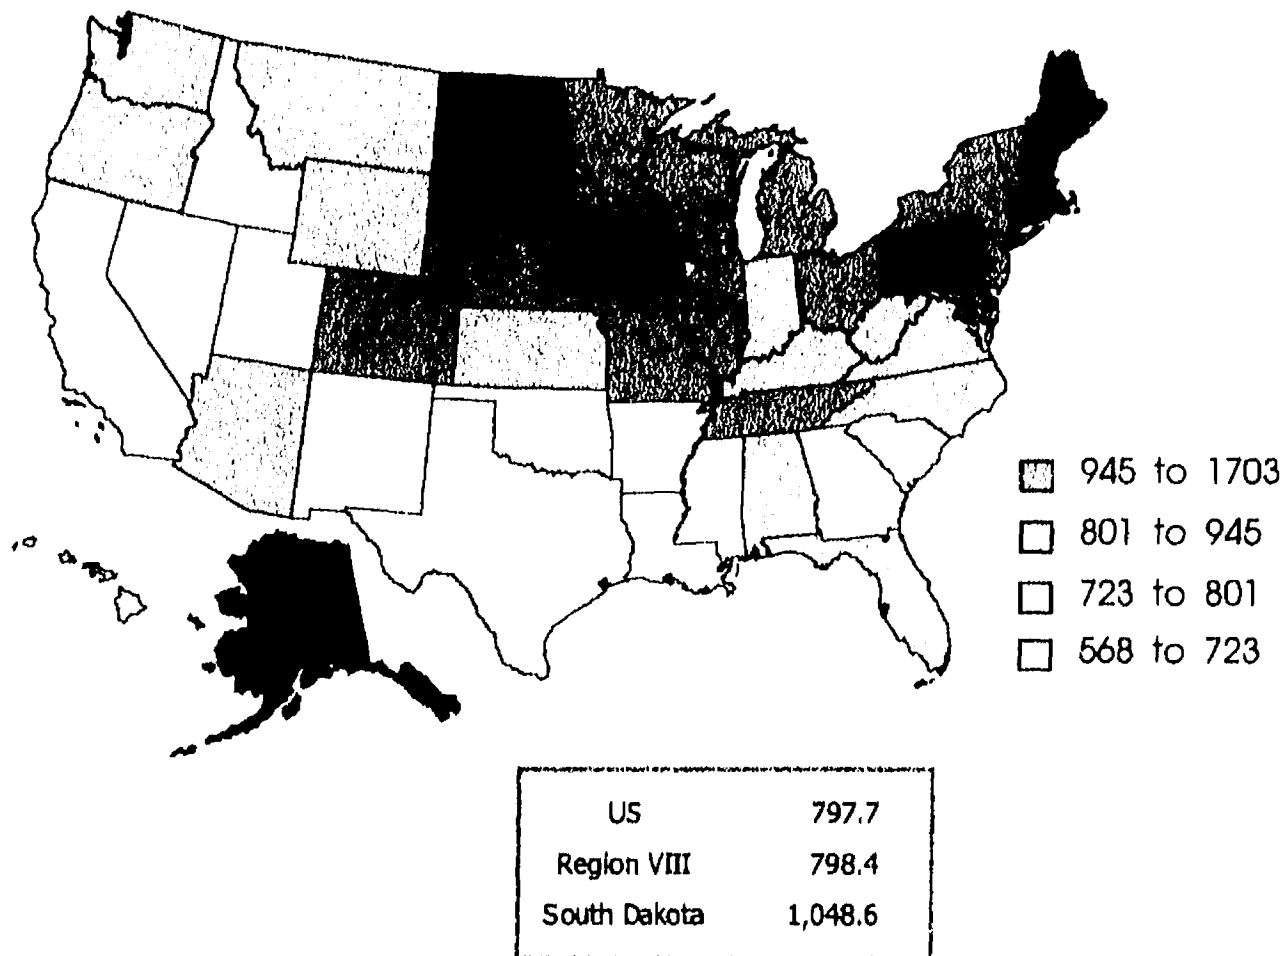 945 to 1703
801 to 945
723 to 801
568 to 723
US 797.7
Region VIII 798.4
South Dakota 1,048.6